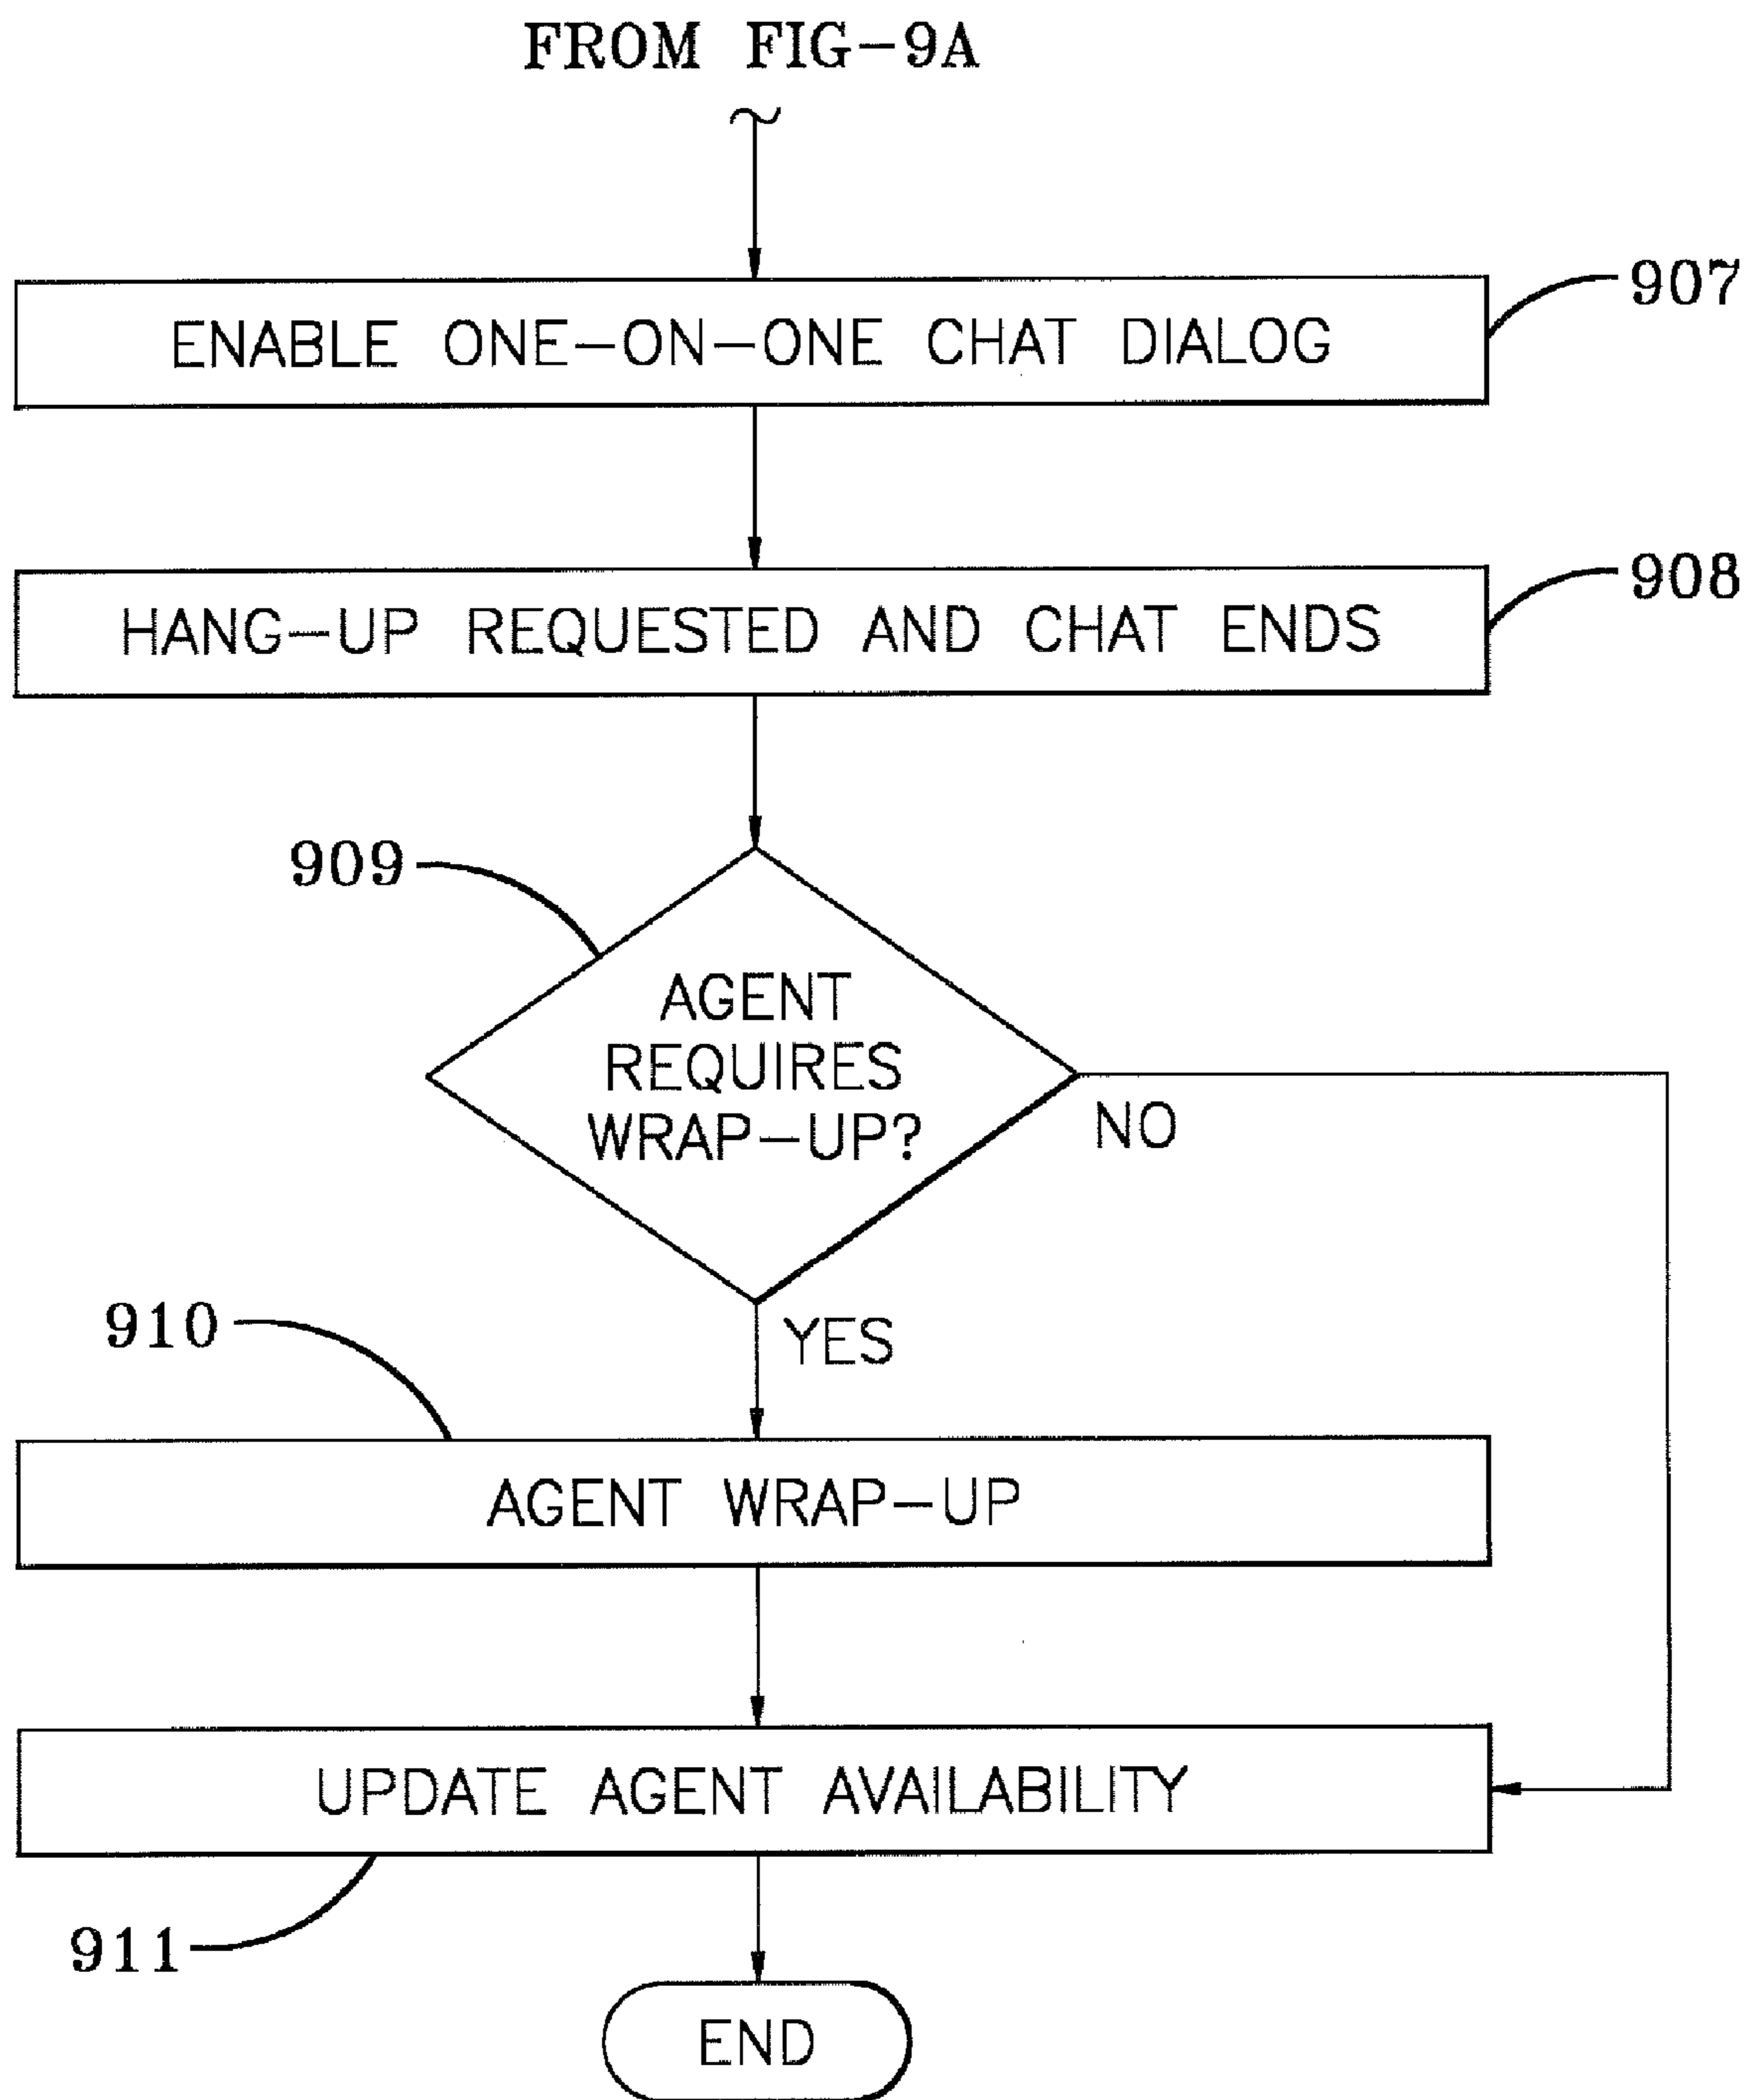 FROM FIG-9A
907
ENABLE ONE-ON-ONE CHAT DIALOG
908
HANG-UP REQUESTED AND CHAT ENDS
909
AGENT
REQUIRES
WRAP-UP?
NO
YES
910
AGENT WRAP-UP
UPDATE AGENT AVAILABILITY
911
END